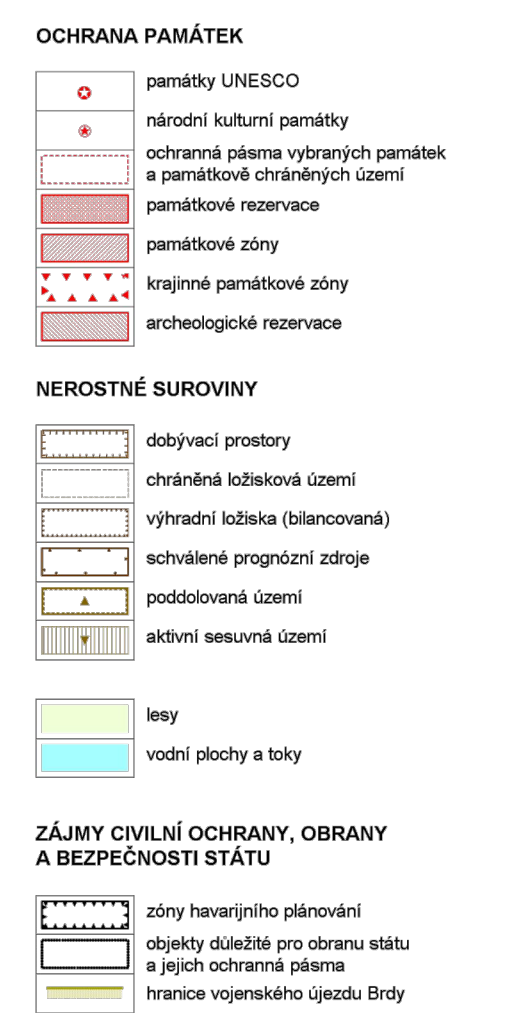 OCHRANA PAMÁTEK
památky UNESCO
národní kulturní památky
ochranná pásma vybraných památek
a památkově chráněných území
památkové rezervace
památkové zóny
krajinné památkové zóny
archeologické rezervace
NEROSTNÉ SUROVINY
dobývací prostory
chráněná ložisková území
výhradní ložiska (bilancovaná)
schválené prognózní zdroje
poddolovaná území
aktivní sesuvná území
lesy
vodní plochy a toky
ZÁJMY CIVILNÍ OCHRANY, OBRANY
A BEZPEČNOSTI STÁTU
zóny havarijního plánování
objekty důležité pro obranu státu
a jejich ochranná pásma
hranice vojenského újezdu Brdy